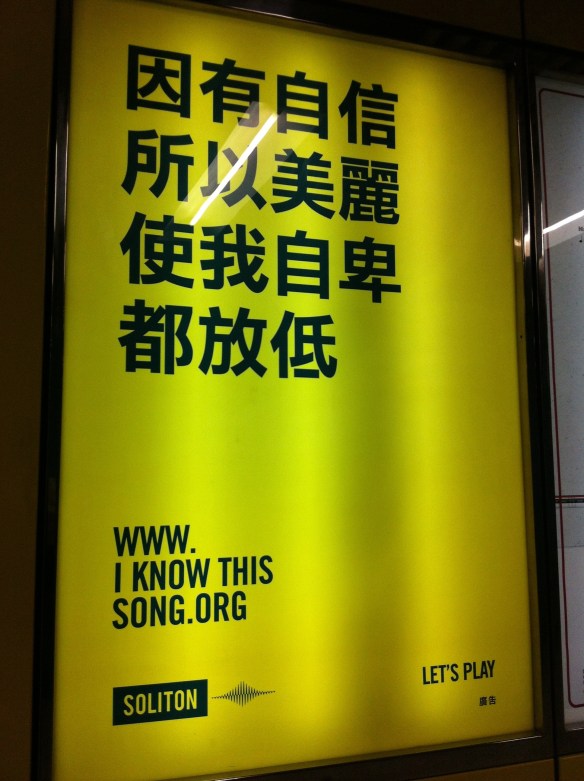 因有自信
所以美麗
使我自卑
都放低
WWW.
I KNOW THIS
SONG.ORG
SOLITON
LET'S PLAY
廣告